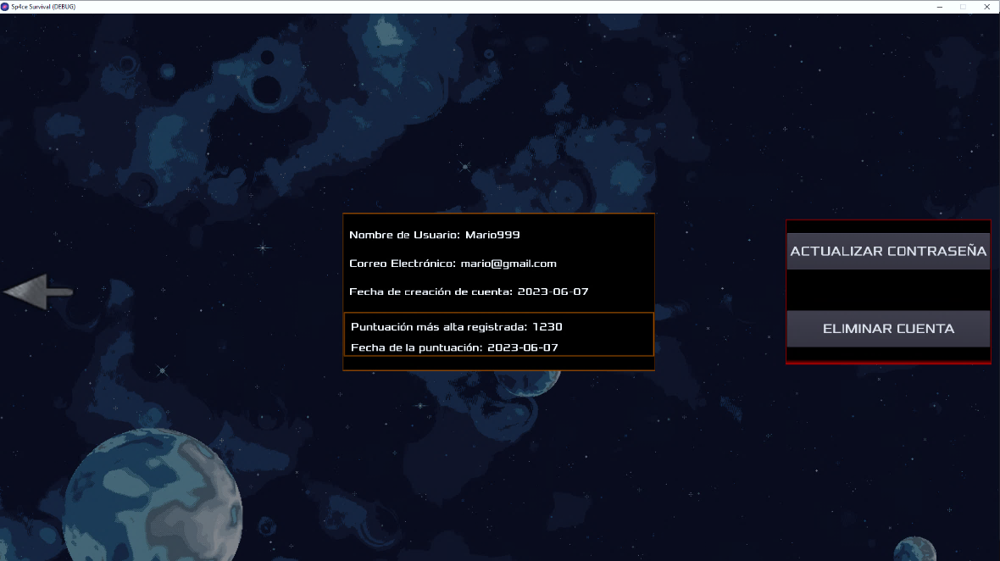 Sp4ce Survival (DEBUG)
Nombre de Usuario: Mario999
Correo Electrónico: mario@gmail.com
Fecha de creación de cuenta: 2023-06-07
Puntuación más alta registrada: 1230
Fecha de la puntuación: 2023-06-07
ACTUALIZAR CONTRASEÑA
ELIMINAR CUENTA